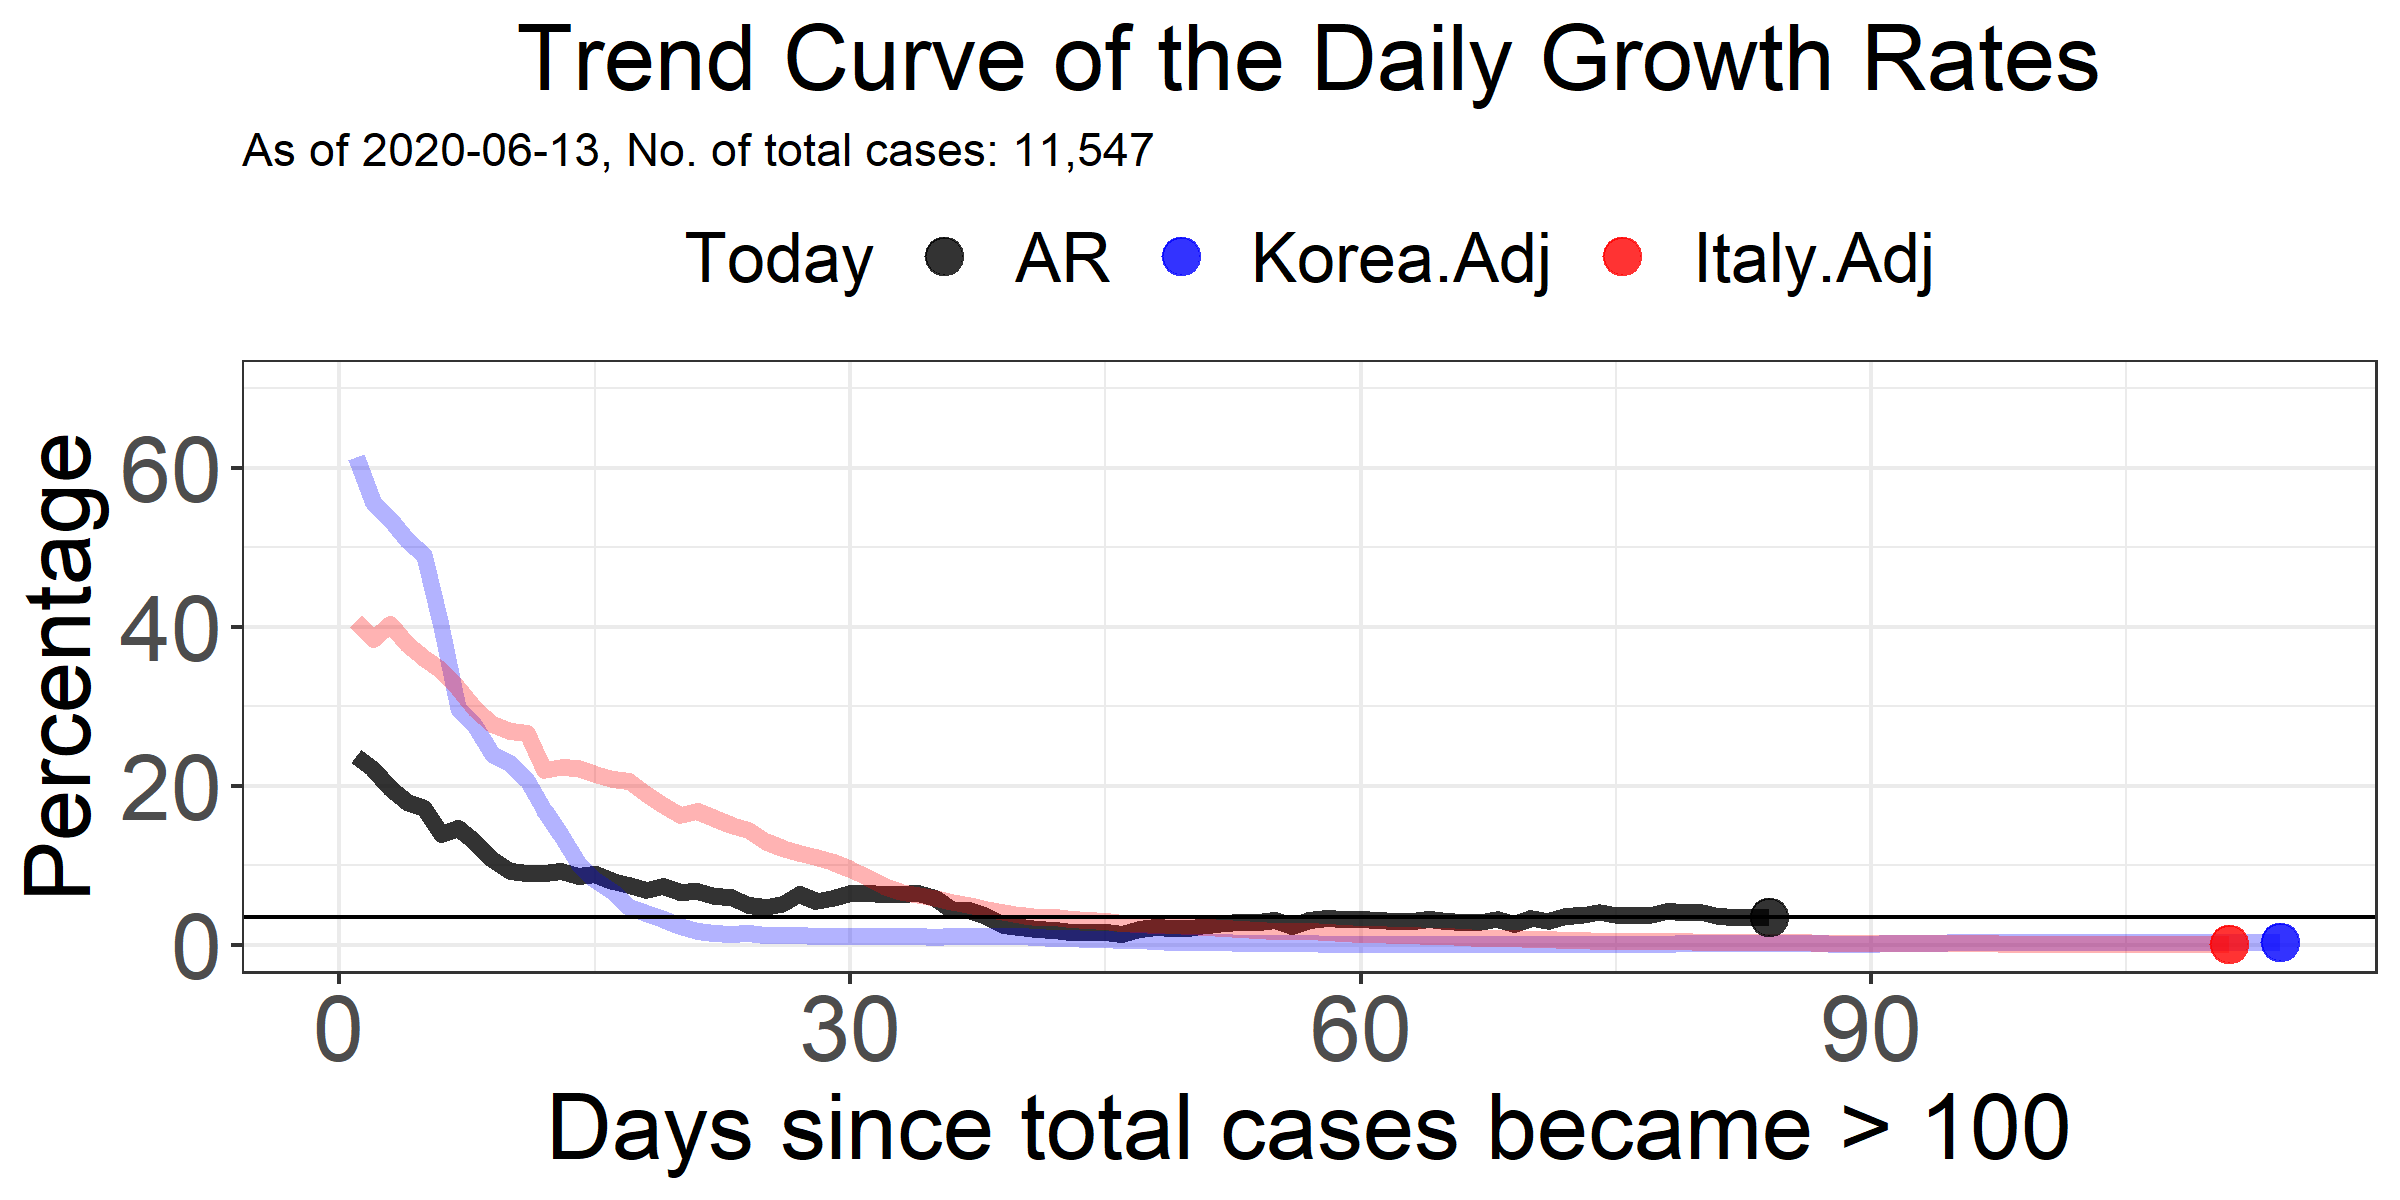 Trend Curve of the Daily Growth Rates
As of 2020-06-13, No. of total cases: 11,547
Today AR Korea.Adj Italy.Adj
Percentage
60
40
20
0
0 30 60 90
Days since total cases became > 100